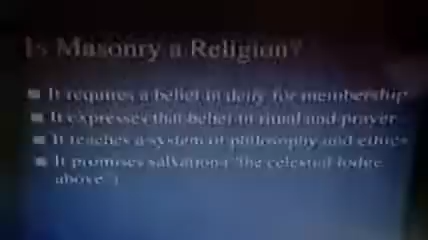 Is Masonry a Religion?
It requires a belief in deity for membership
It expresses that belief in ritual and prayer
It teaches a system of philosophy and ethics
It promises salvation ("the celestial lodge
above")